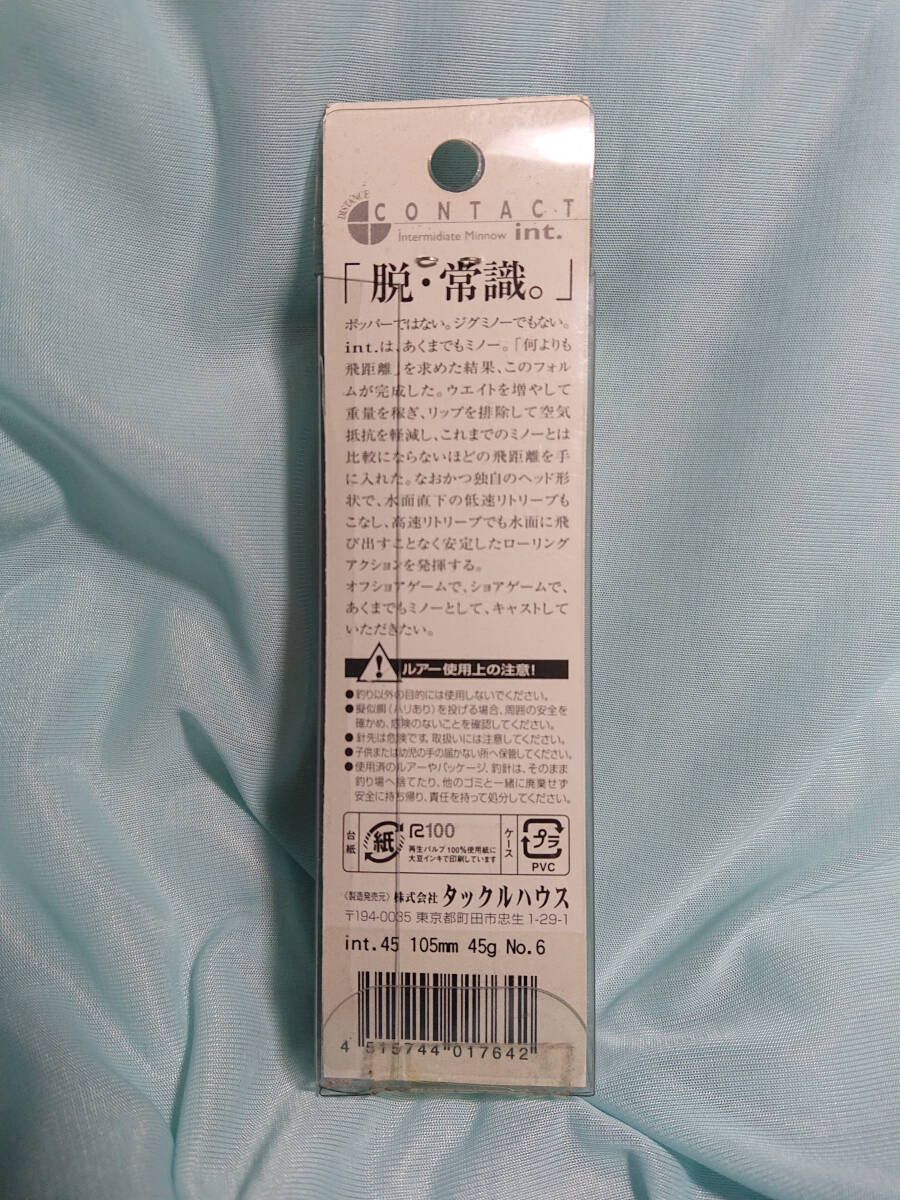 DISTANCE
CONTACT
Intermidiate Minnow int.
「脱・常識。」
ポッパーではない。ジグミノーでもない。
int.は、あくまでもミノー。「何よりも
飛距離」を求めた結果、このフォル
ムが完成した。ウエイトを増やして
重量を稼ぎ、リップを排除して空気
抵抗を軽減し、これまでのミノーとは
比較にならないほどの飛距離を手
に入れた。なおかつ独自のヘッド形
状で、水面直下の低速リトリーブも
こなし、高速リトリーブでも水面に飛
び出すことなく安定したローリング
アクションを発揮する。
オフショアゲームで、ショアゲームで、
あくまでもミノーとして、キャストして
いただきたい。
ルアー使用上の注意!
●釣り以外の目的には使用しないでください。
●擬似餌(ハリあり)を投げる場合、周囲の安全を
確かめ、危険のないことを確認してください。
●針先は危険です。取扱いには注意してください。
●子供または幼児の手の届かない所へ保管してください。
●使用済のルアーやパッケージ、釣針は、そのまま
釣り場へ捨てたり、他のゴミと一緒に廃棄せず
安全に持ち帰り、責任を持って処分してください。
台紙
紙
R100
再生パルプ100%使用紙に
大豆インキで印刷しています
ケース
プラ
PVC
〈製造発売元〉株式会社タックルハウス
〒194-0035 東京都町田市忠生1-29-1
int.45 105mm 45g No.6
4 515744 017642